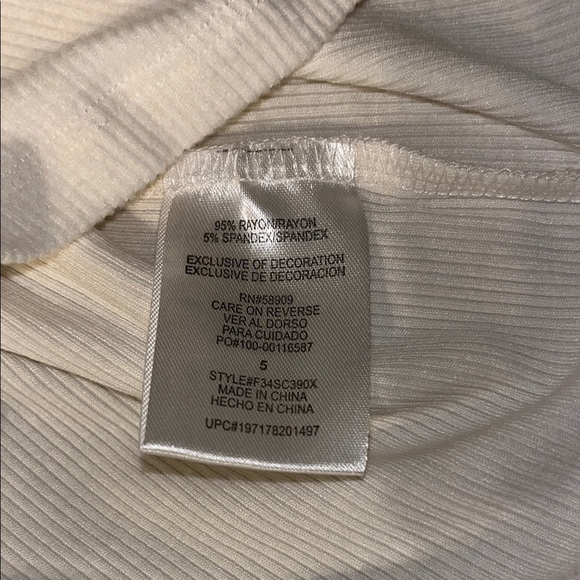 95% RAYON/RAYON
5% SPANDEX/SPANDEX
EXCLUSIVE OF DECORATION
EXCLUSIVE DE DECORACION
RN#58909
CARE ON REVERSE
VER AL DORSO
PARA CUIDADO
PO#100-00116587
5
STYLE#F34SC390X
MADE IN CHINA
HECHO EN CHINA
UPC#197178201497